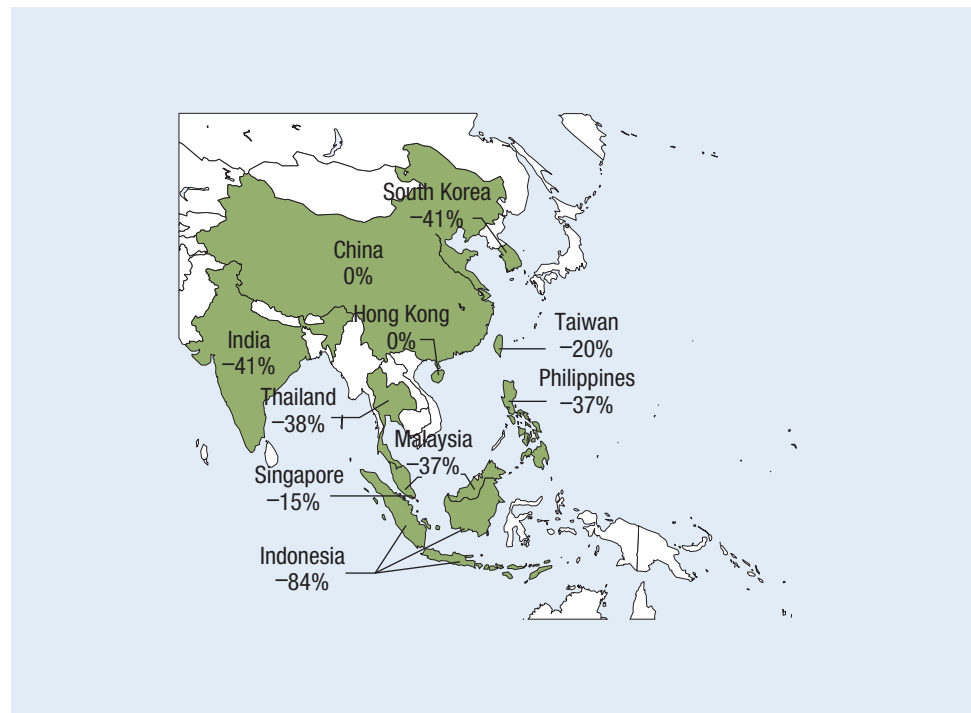 South Korea
–41%
China
0%
Hong Kong
0%
India
–41%
Taiwan
–20%
Philippines
–37%
Thailand
–38%
Malaysia
–37%
Singapore
–15%
Indonesia
–84%